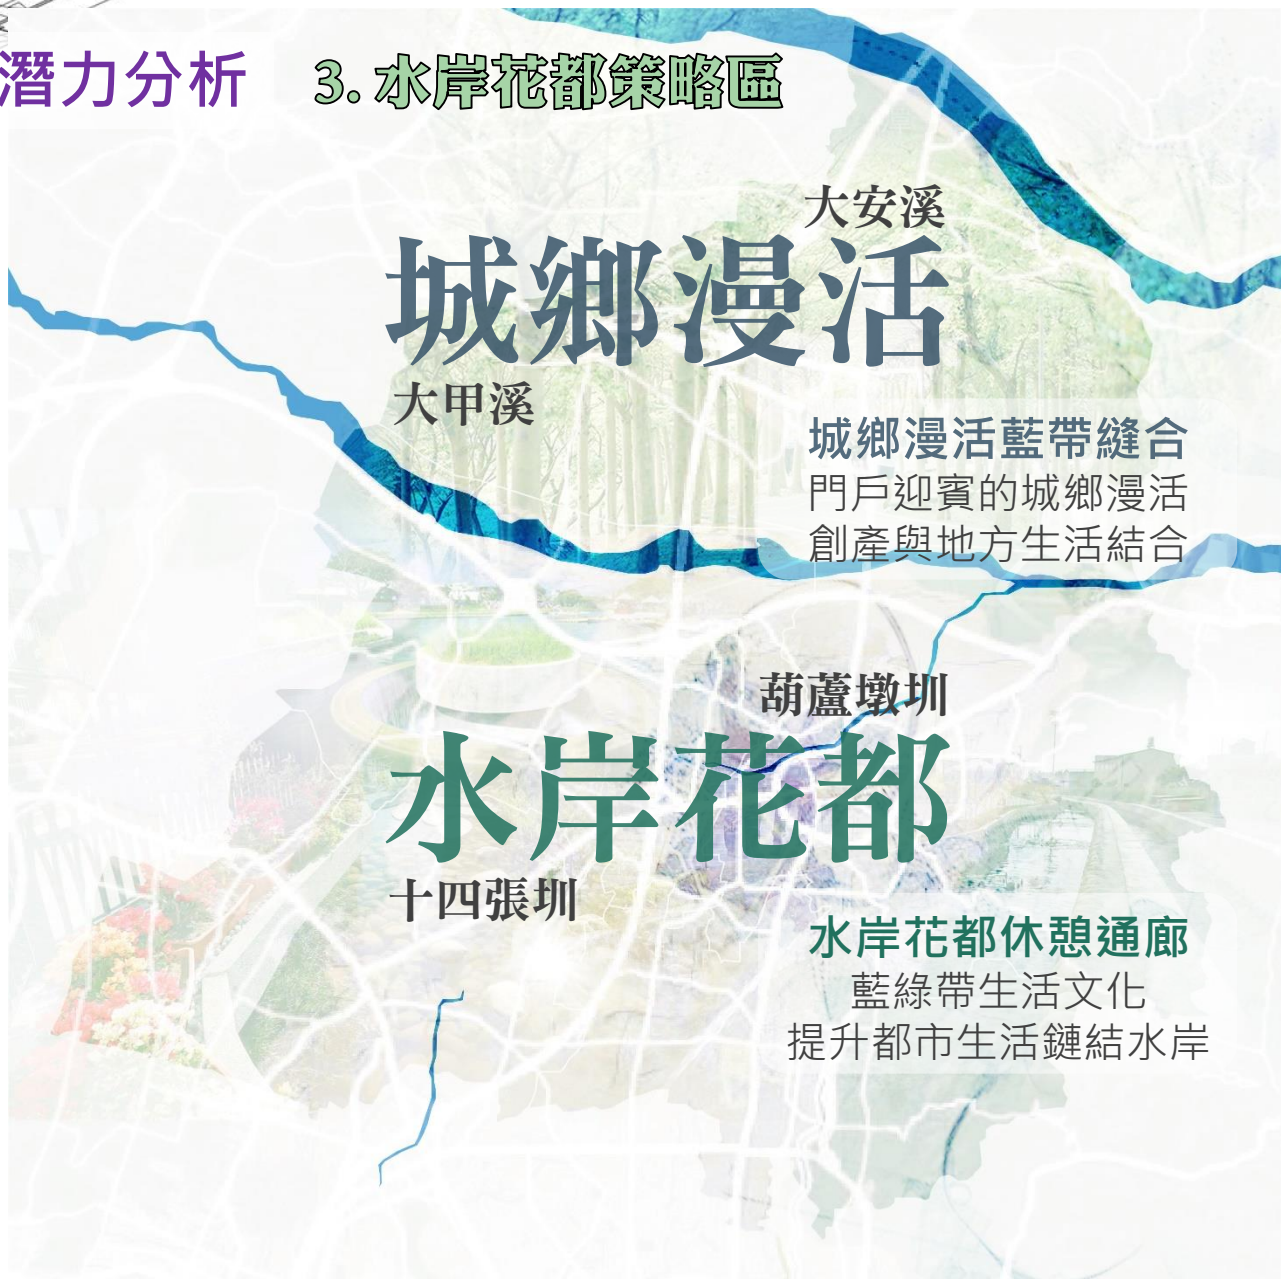 潛力分析 3. 水岸花都策略區
大安溪
城鄉漫活
大甲溪
城鄉漫活藍帶縫合
門戶迎賓的城鄉漫活
創產與地方生活結合
葫蘆墩圳
水岸花都
十四張圳
水岸花都休憩通廊
藍綠帶生活文化
提升都市生活鏈結水岸